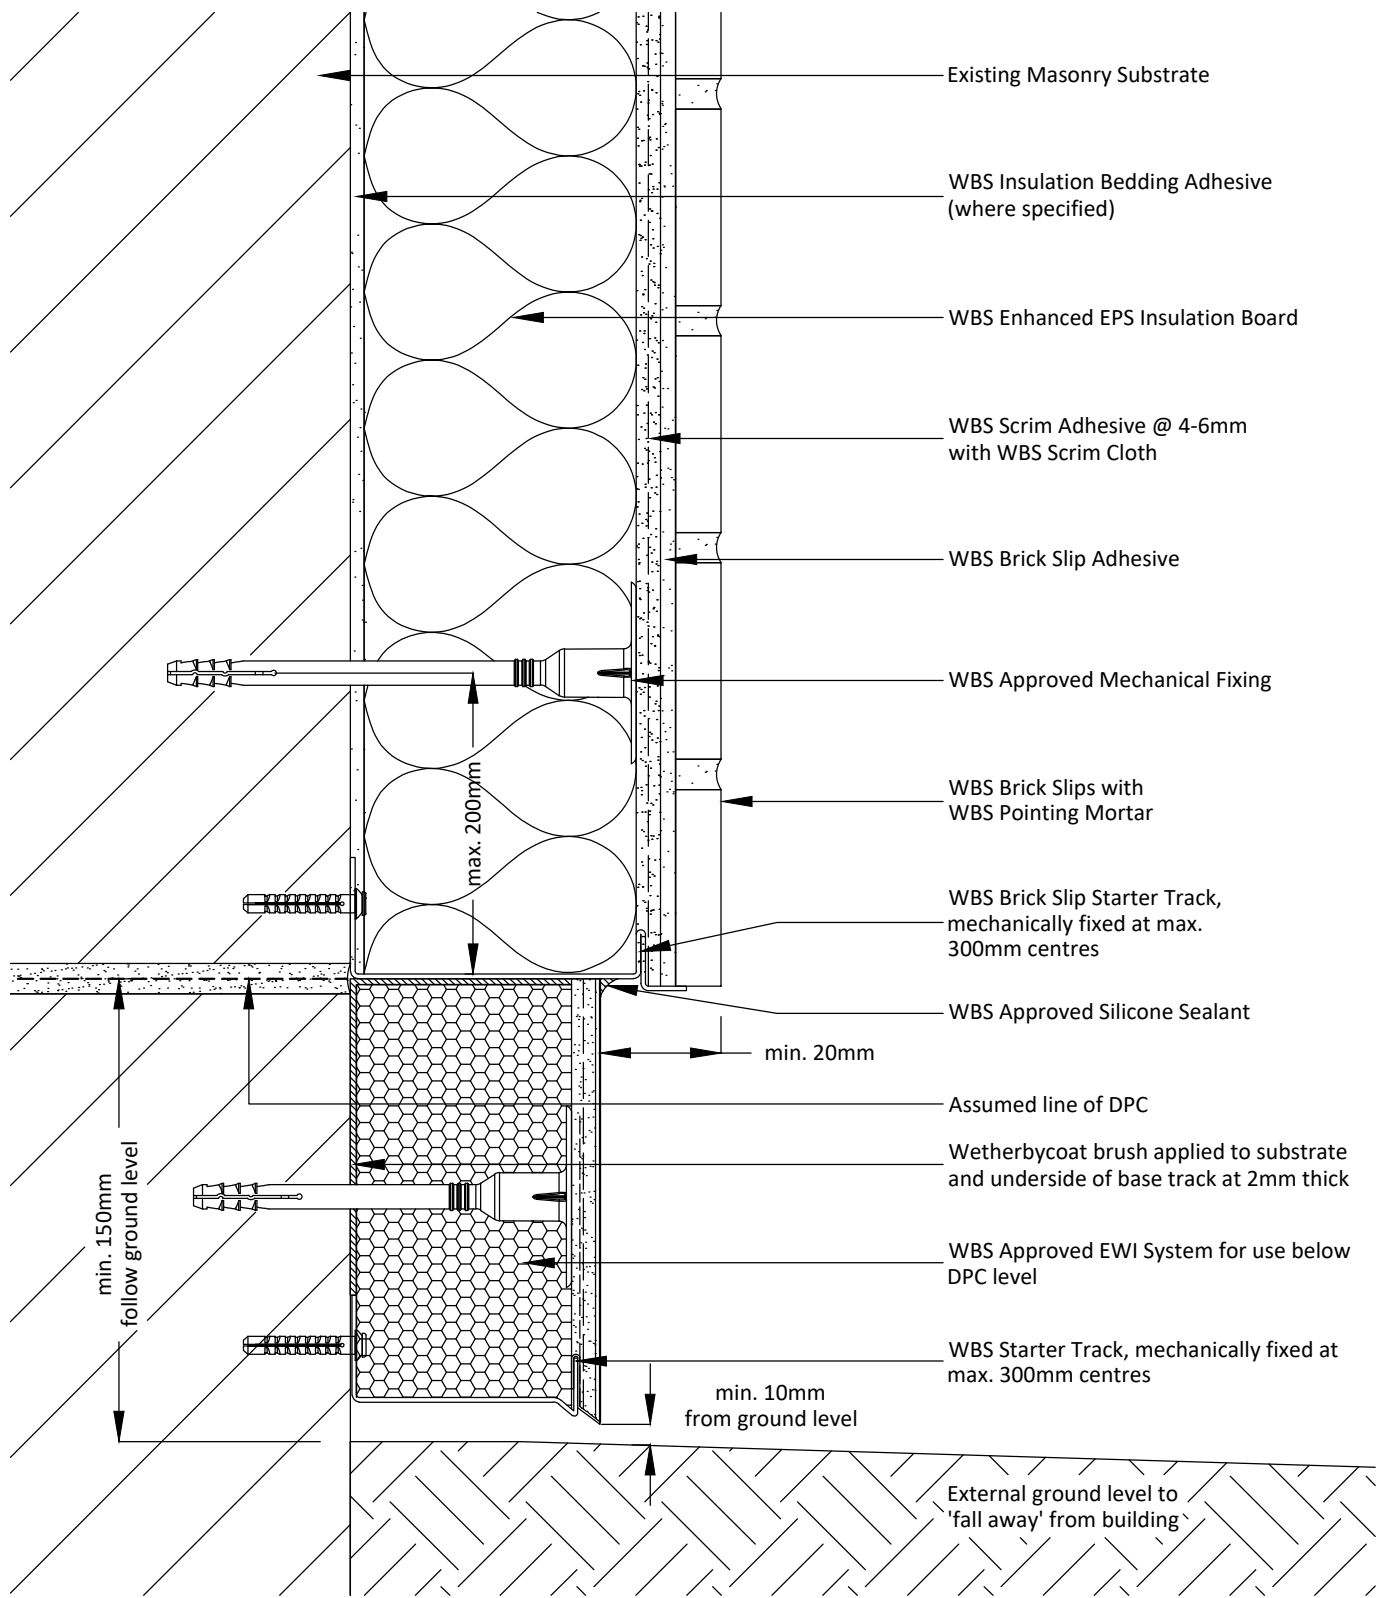 Existing Masonry Substrate
WBS Insulation Bedding Adhesive
(where specified)
WBS Enhanced EPS Insulation Board
WBS Scrim Adhesive @ 4-6mm
with WBS Scrim Cloth
WBS Brick Slip Adhesive
WBS Approved Mechanical Fixing
max. 200mm
WBS Brick Slips with
WBS Pointing Mortar
WBS Brick Slip Starter Track,
mechanically fixed at max.
300mm centres
WBS Approved Silicone Sealant
min. 20mm
Assumed line of DPC
Wetherbycoat brush applied to substrate
and underside of base track at 2mm thick
min. 150mm
follow ground level
WBS Approved EWI System for use below
DPC level
WBS Starter Track, mechanically fixed at
max. 300mm centres
min. 10mm
from ground level
External ground level to
'fall away' from building